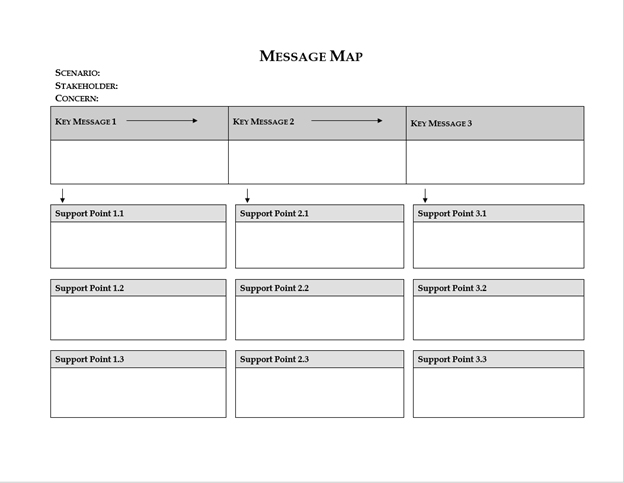 MESSAGE MAP
SCENARIO:
STAKEHOLDER:
CONCERN:
KEY MESSAGE 1 KEY MESSAGE 2 KEY MESSAGE 3
Support Point 1.1 Support Point 2.1 Support Point 3.1
Support Point 1.2 Support Point 2.2 Support Point 3.2
Support Point 1.3 Support Point 2.3 Support Point 3.3